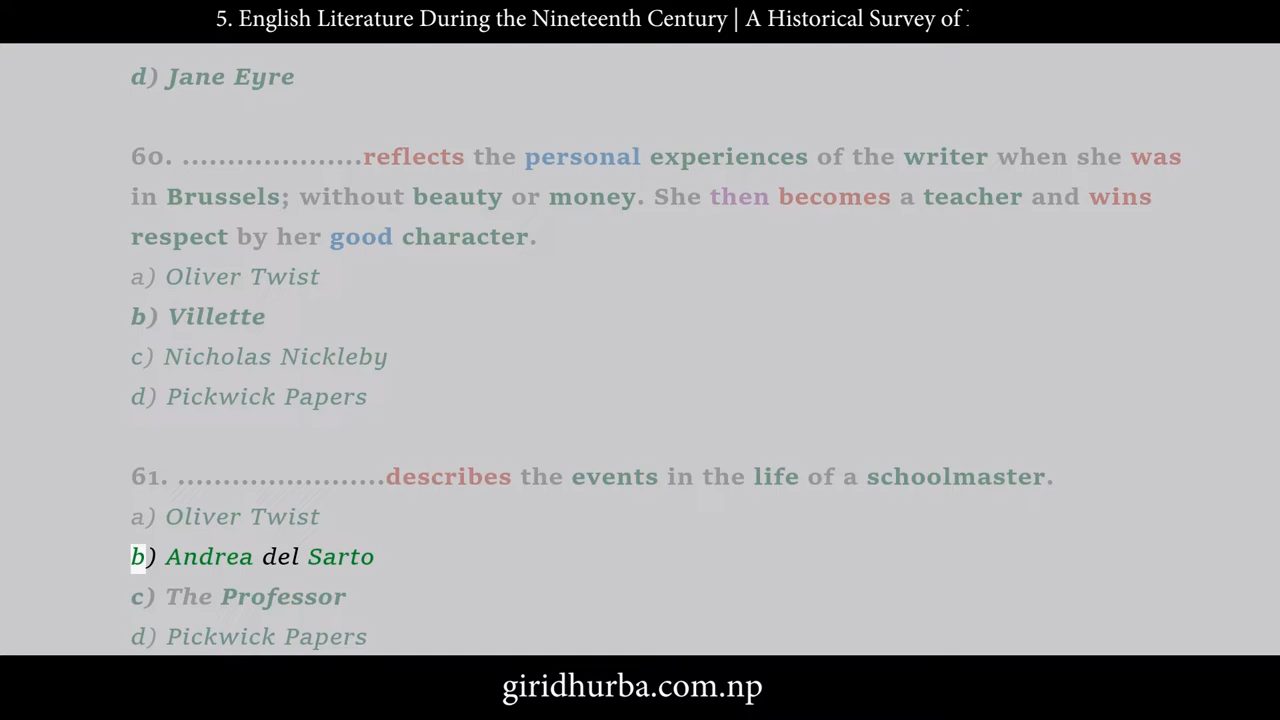 5. English Literature During the Nineteenth Century | A Historical Survey of
d) Jane Eyre
60. ....................reflects the personal experiences of the writer when she was
in Brussels; without beauty or money. She then becomes a teacher and wins
respect by her good character.
a) Oliver Twist
b) Villette
c) Nicholas Nickleby
d) Pickwick Papers
61. .......................describes the events in the life of a schoolmaster.
a) Oliver Twist
b) Andrea del Sarto
c) The Professor
d) Pickwick Papers
giridhurba.com.np